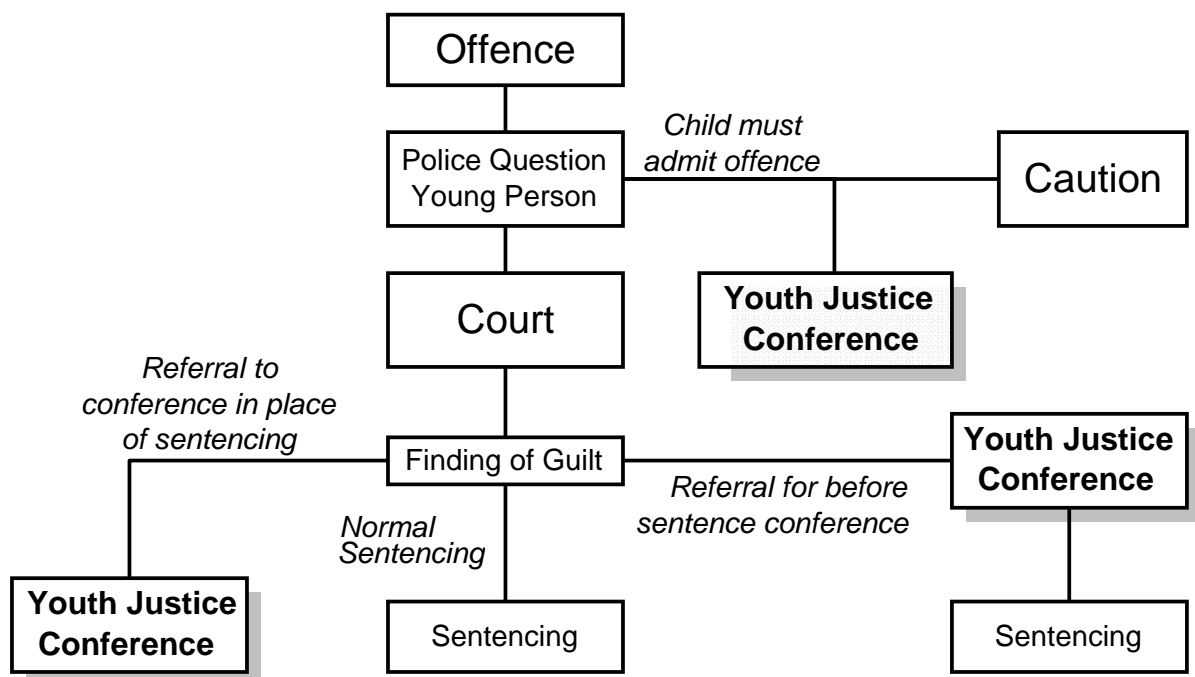 Offence
Police Question
Young Person
Child must
admit offence
Caution
Youth Justice
Conference
Court
Referral to
conference in place
of sentencing
Finding of Guilt
Referral for before
sentence conference
Youth Justice
Conference
Normal
Sentencing
Youth Justice
Conference
Sentencing
Sentencing